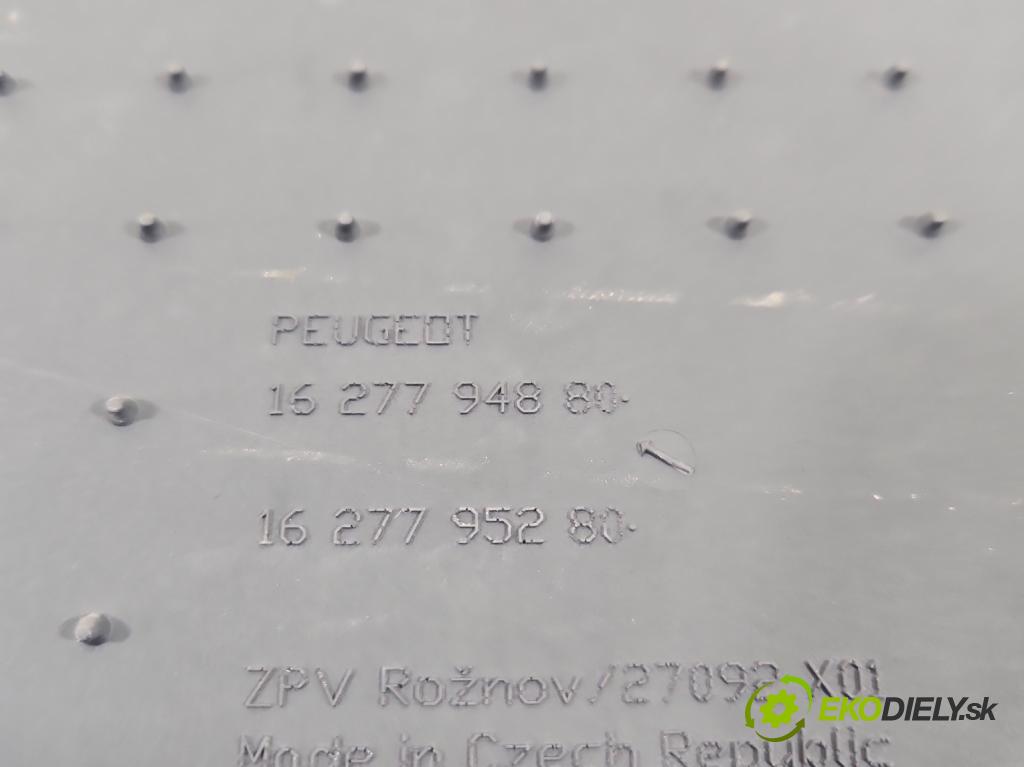 PEUGEOT
16 277 948 80
16 277 952 80
ZPV Rožnov/27092 X01
Made in Czech Republic
EKODIELY.sk